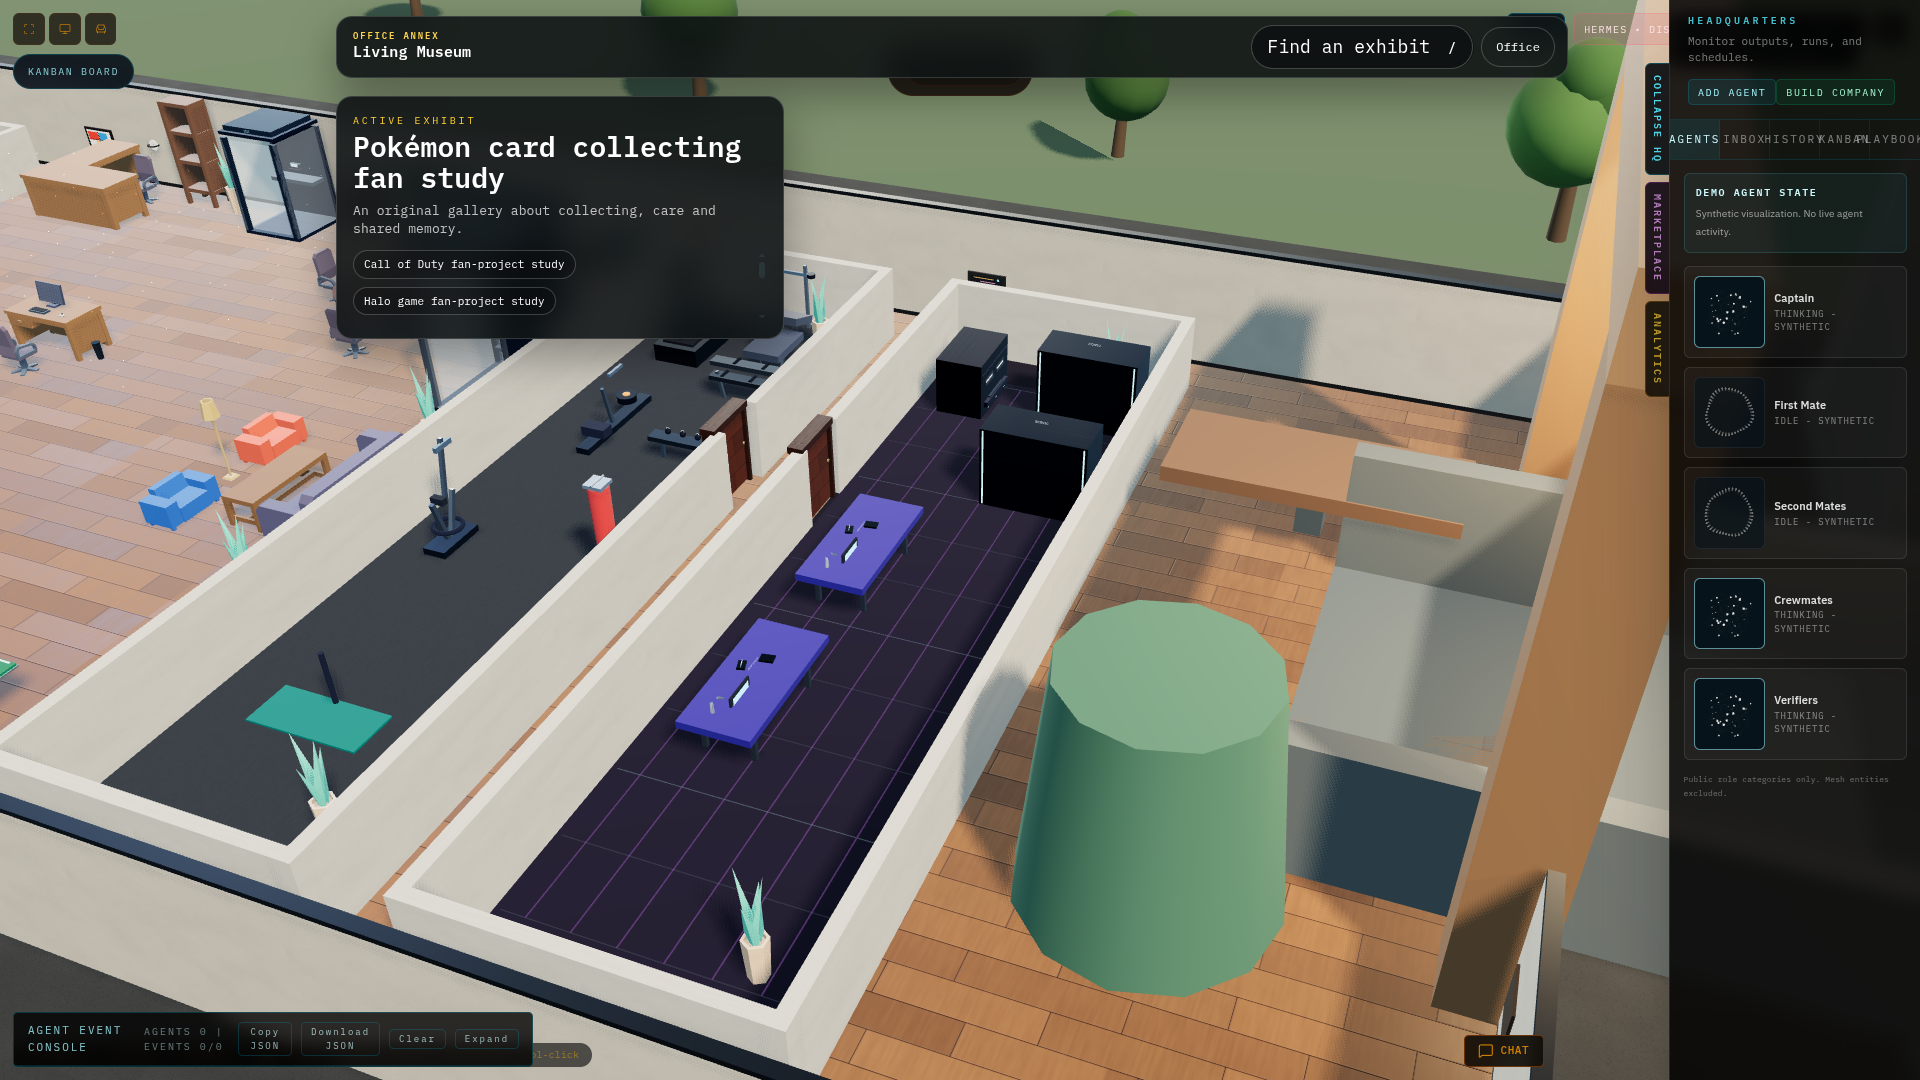 KANBAN BOARD
OFFICE ANNEX
Living Museum
Find an exhibit /
Office
ACTIVE EXHIBIT
Pokémon card collecting
fan study
An original gallery about collecting, care and
shared memory.
Call of Duty fan-project study
Halo game fan-project study
HERMES • DIS
COLLAPSE HQ
MARKETPLACE
ANALYTICS
HEADQUARTERS
Monitor outputs, runs, and
schedules.
ADD AGENT
BUILD COMPANY
AGENTS
INBOX
HISTORY
KANBAN
PLAYBOOK
DEMO AGENT STATE
Synthetic visualization. No live agent
activity.
Captain
THINKING -
SYNTHETIC
First Mate
IDLE - SYNTHETIC
Second Mates
IDLE - SYNTHETIC
Crewmates
THINKING -
SYNTHETIC
Verifiers
THINKING -
SYNTHETIC
Public role categories only. Mesh entities
excluded.
AGENT EVENT
CONSOLE
AGENTS 0 |
EVENTS 0/0
Copy
JSON
Download
JSON
Clear
Expand
ol-click
CHAT